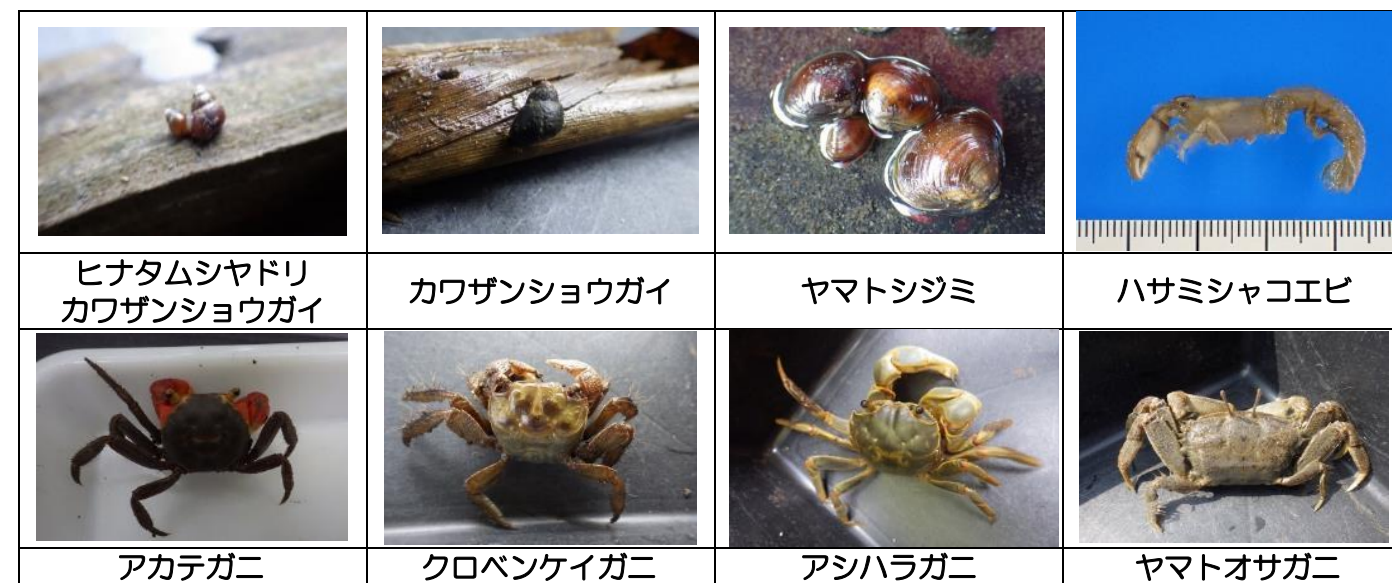 ヒナタムシヤドリ
カワザンショウガイ
カワザンショウガイ
ヤマトシジミ
ハサミシャコエビ
アカテガニ
クロベンケイガニ
アシハラガニ
ヤマトオサガニ